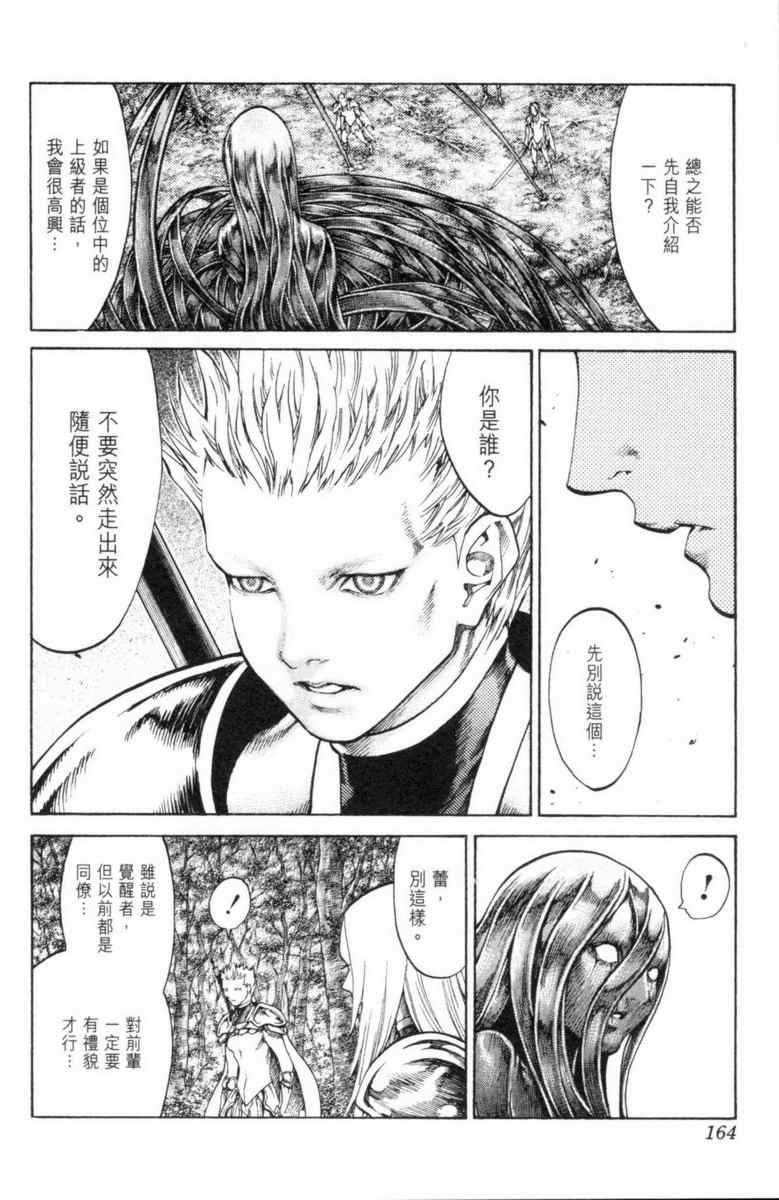 總之能否
先自我介紹
一下？
如果是個位中的
上級者的話，
我會很高興…
先別說這個…
你是誰？
不要突然走出來
隨便說話。
！
蕾，
別這樣。
！
雖說是
覺醒者，
但以前都是
同僚…
對前輩
一定要
有禮貌
才行…
164